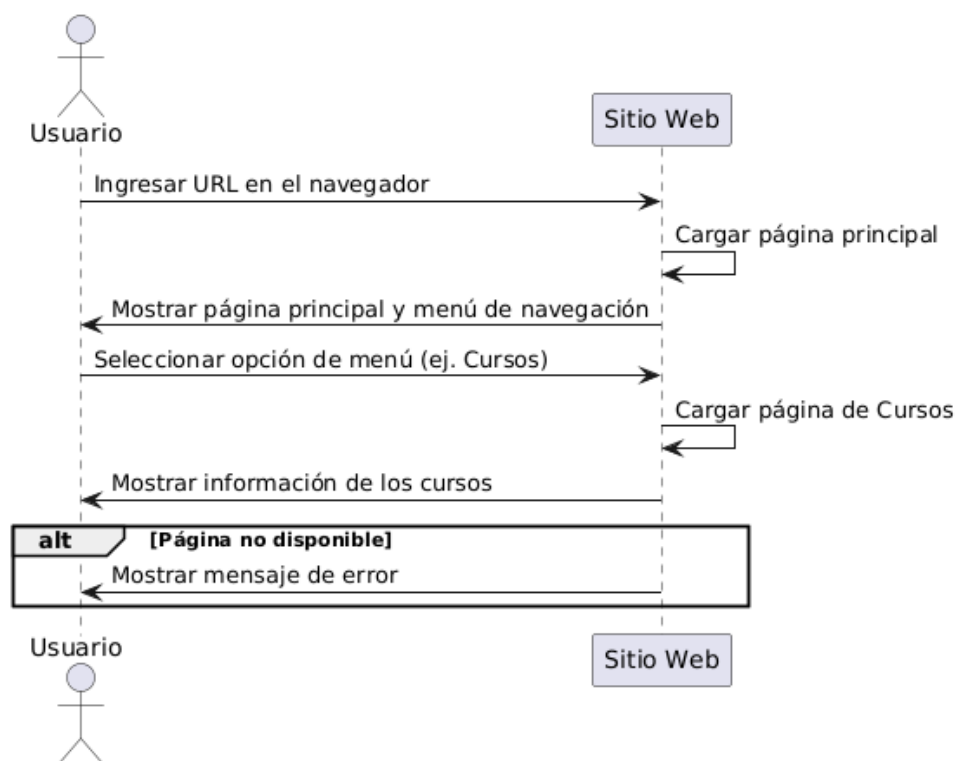 Usuario
Sitio Web
Ingresar URL en el navegador
Cargar página principal
Mostrar página principal y menú de navegación
Seleccionar opción de menú (ej. Cursos)
Cargar página de Cursos
Mostrar información de los cursos
alt [Página no disponible]
Mostrar mensaje de error
Usuario
Sitio Web